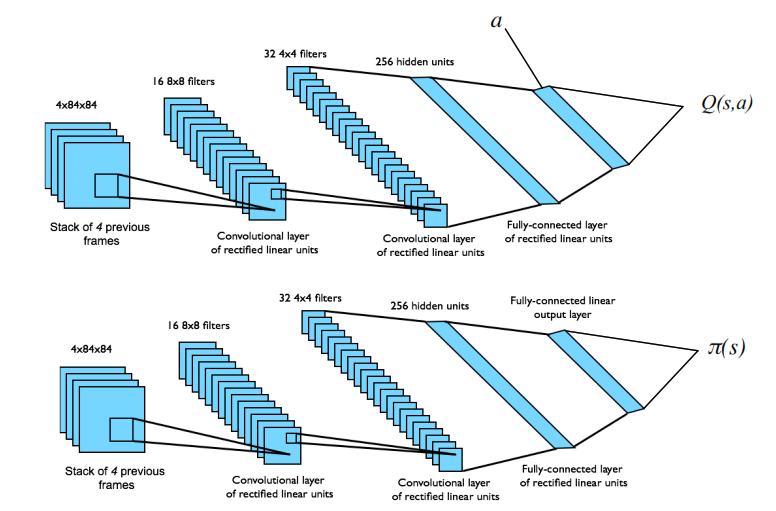 a
32 4x4 filters
256 hidden units
16 8x8 filters
4x84x84
Q(s,a)
Stack of 4 previous
frames
Convolutional layer
of rectified linear units
Convolutional layer
of rectified linear units
Fully-connected layer
of rectified linear units
32 4x4 filters
256 hidden units
Fully-connected linear
output layer
16 8x8 filters
4x84x84
π(s)
Stack of 4 previous
frames
Convolutional layer
of rectified linear units
Convolutional layer
of rectified linear units
Fully-connected layer
of rectified linear units